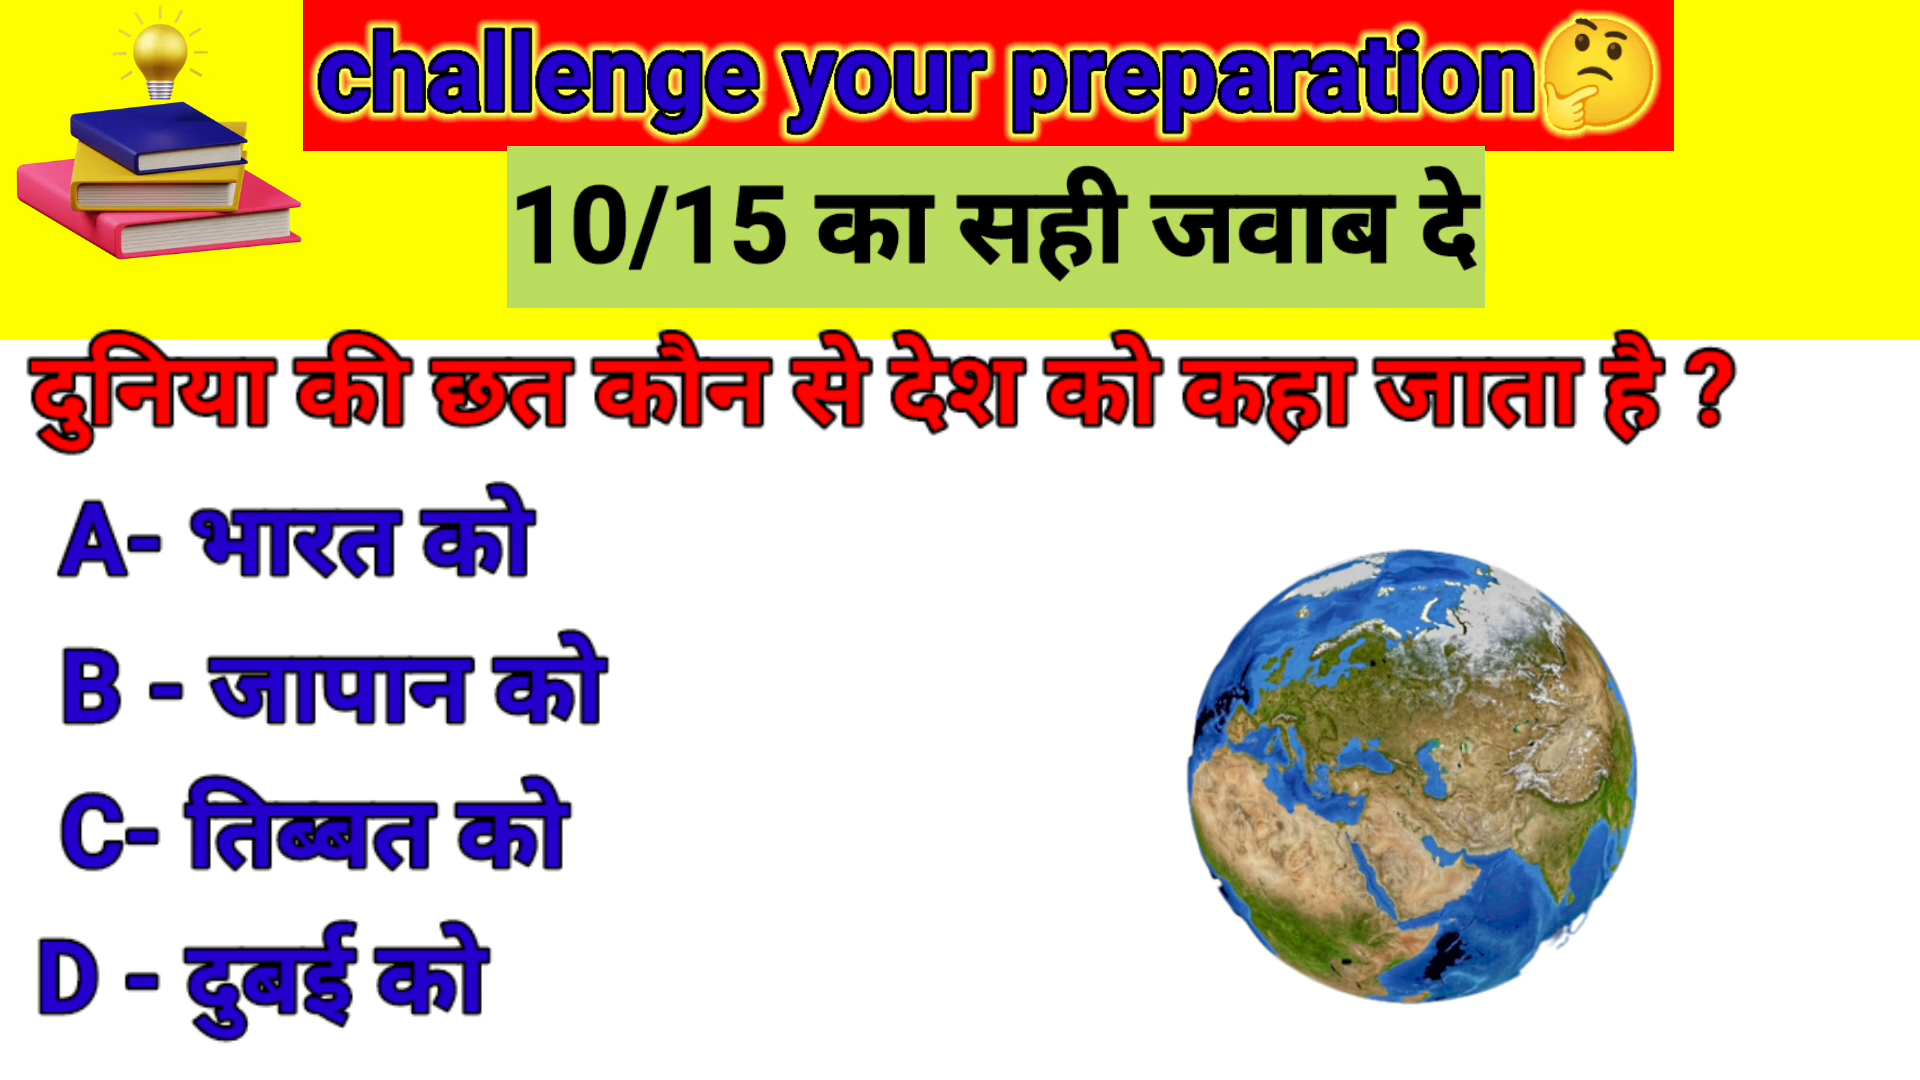 challenge your preparation🤔
10/15 का सही जवाब दे
दुनिया की छत कौन से देश को कहा जाता है ?
A- भारत को
B - जापान को
C- तिब्बत को
D - दुबई को